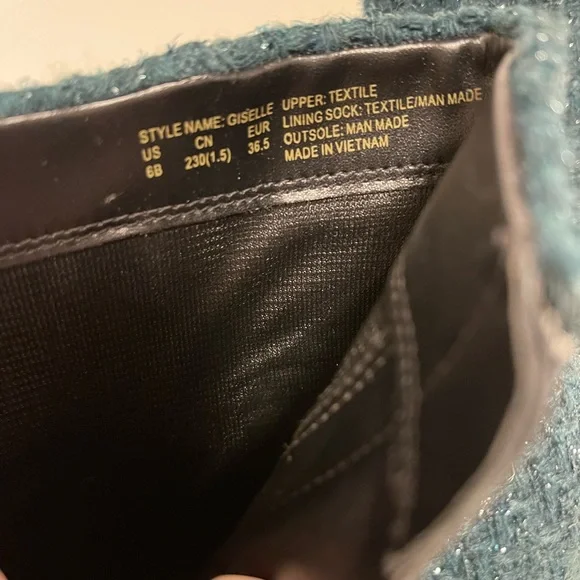 STYLE NAME: GISELLE
US CN EUR
6B 230(1.5) 36.5
UPPER: TEXTILE
LINING SOCK: TEXTILE/MAN MADE
OUTSOLE: MAN MADE
MADE IN VIETNAM